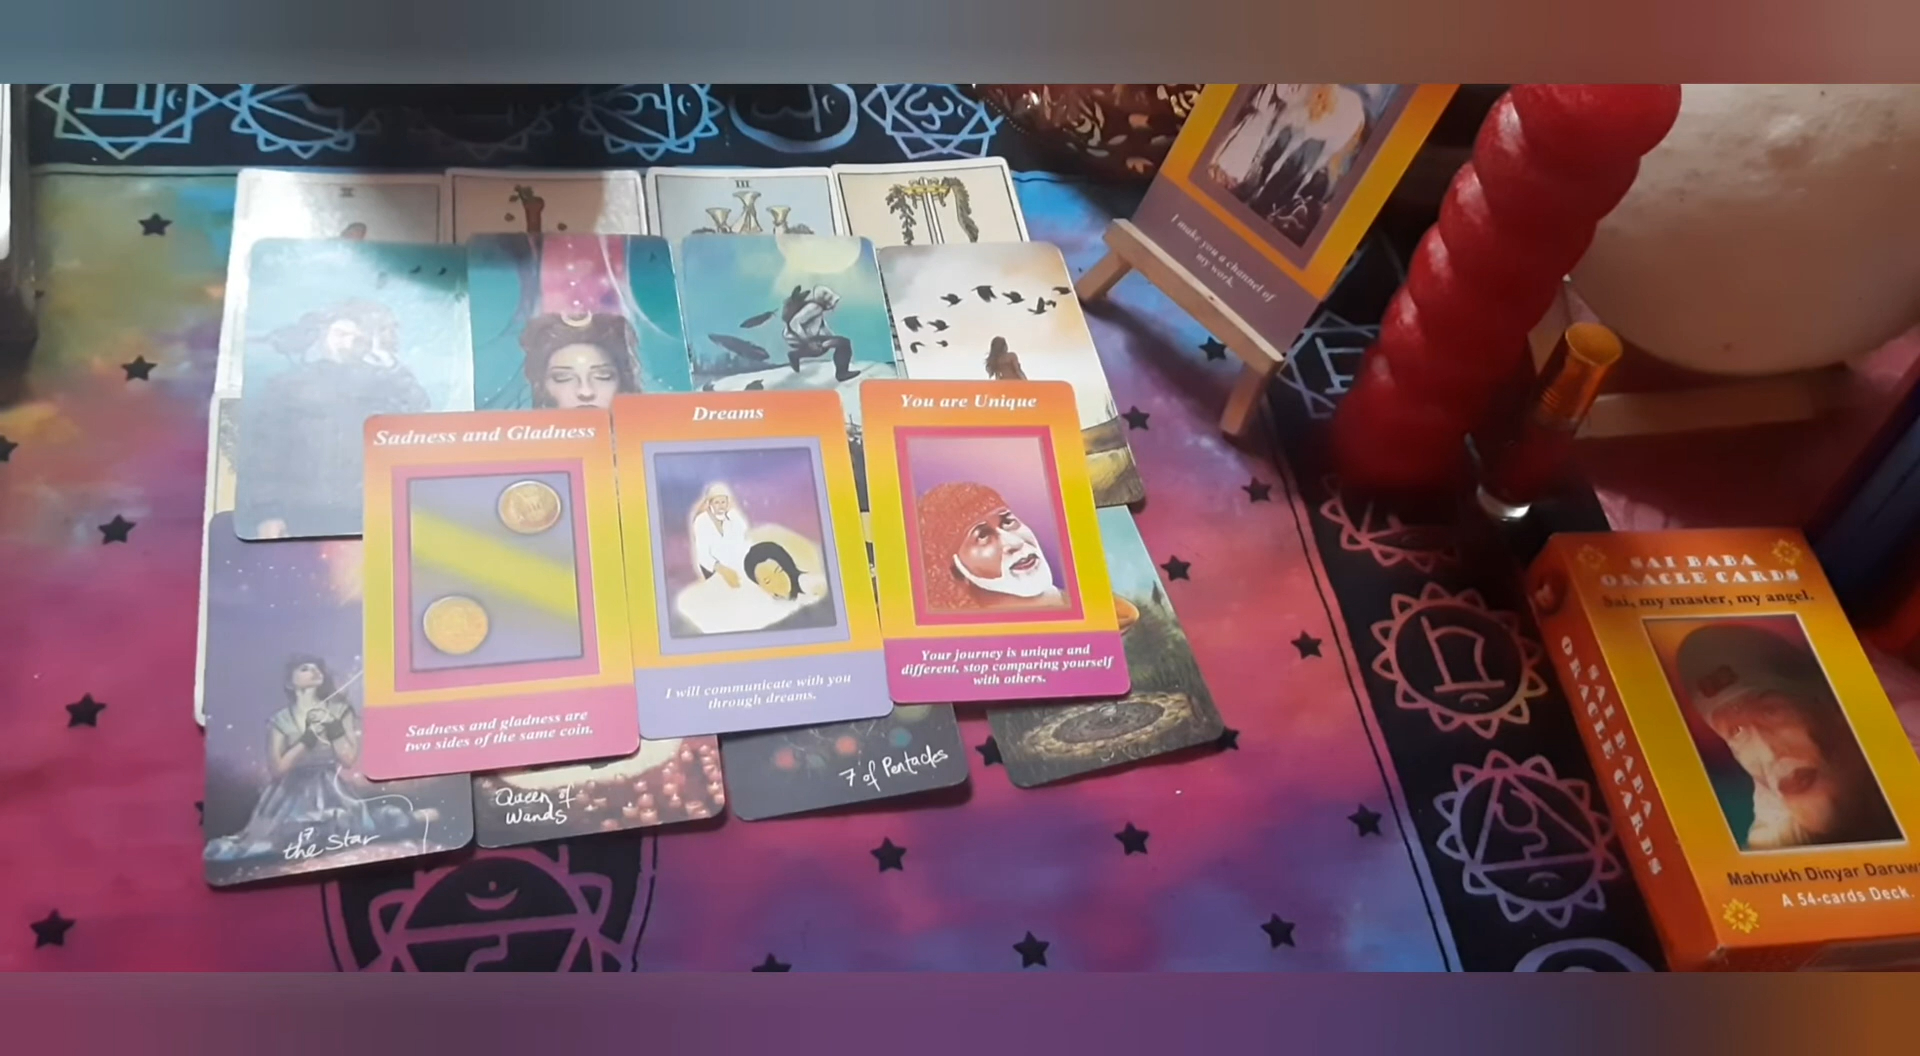 II
III
I make you a channel of
my work.
Sadness and Gladness
Sadness and gladness are
two sides of the same coin.
Dreams
I will communicate with you
through dreams.
You are Unique
Your journey is unique and
different, stop comparing yourself
with others.
17
the Star
Queen of
Wands
7 of Pentacles
SAI BABA
ORACLE CARDS
Sai, my master, my angel.
SAI BABA
ORACLE CARDS
Mahrukh Dinyar
A 54-cards Deck.